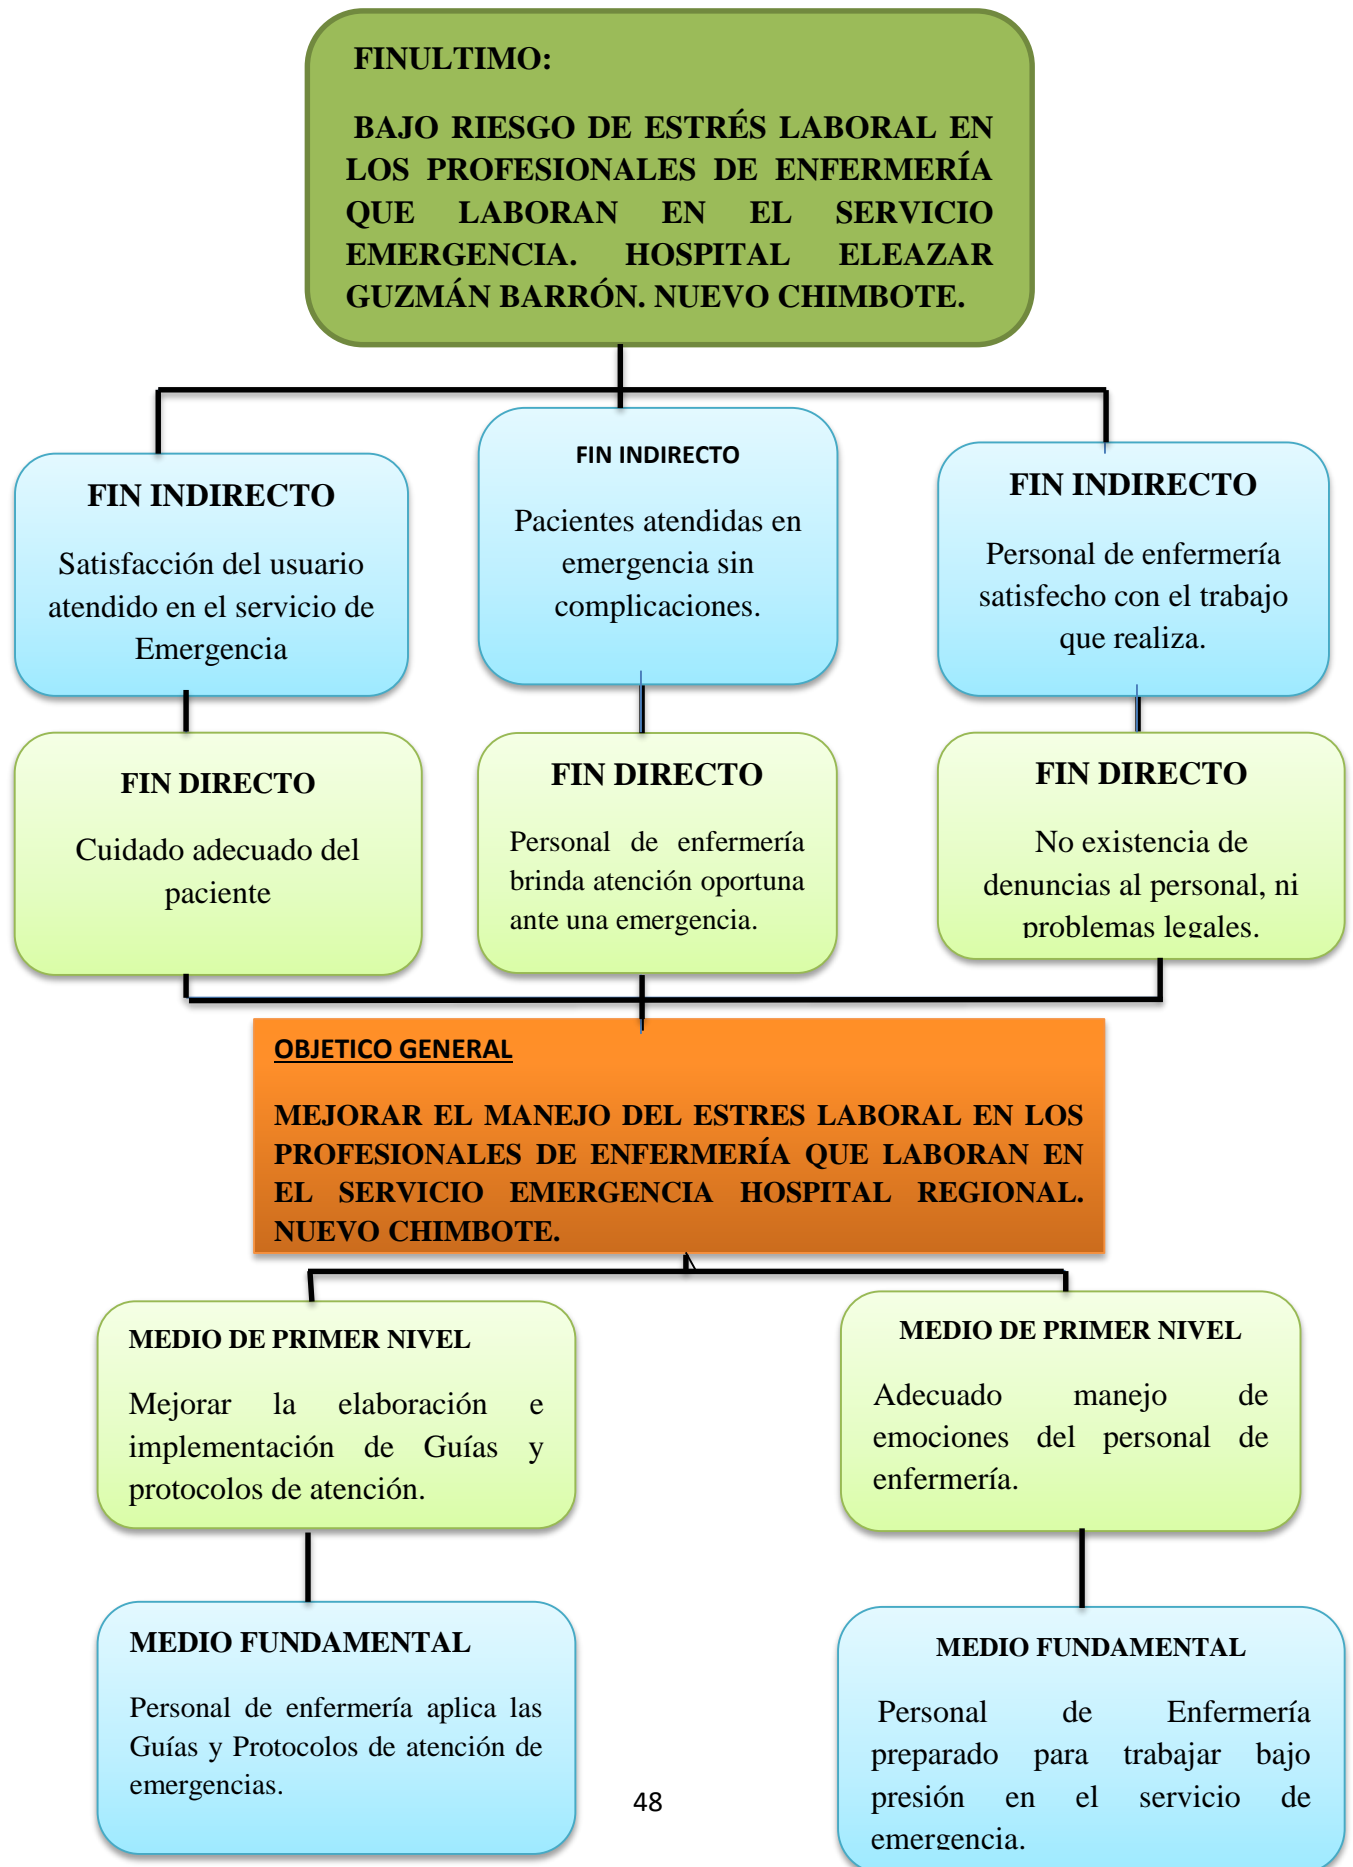 FINULTIMO:
BAJO RIESGO DE ESTRÉS LABORAL EN
LOS PROFESIONALES DE ENFERMERÍA
QUE LABORAN EN EL SERVICIO
EMERGENCIA. HOSPITAL ELEAZAR
GUZMÁN BARRÓN. NUEVO CHIMBOTE.
FIN INDIRECTO
Satisfacción del usuario
atendido en el servicio de
Emergencia
FIN INDIRECTO
Pacientes atendidas en
emergencia sin
complicaciones.
FIN INDIRECTO
Personal de enfermería
satisfecho con el trabajo
que realiza.
FIN DIRECTO
Cuidado adecuado del
paciente
FIN DIRECTO
Personal de enfermería
brinda atención oportuna
ante una emergencia.
FIN DIRECTO
No existencia de
denuncias al personal, ni
problemas legales.
OBJETICO GENERAL
MEJORAR EL MANEJO DEL ESTRES LABORAL EN LOS
PROFESIONALES DE ENFERMERÍA QUE LABORAN EN
EL SERVICIO EMERGENCIA HOSPITAL REGIONAL.
NUEVO CHIMBOTE.
MEDIO DE PRIMER NIVEL
Mejorar la elaboración e
implementación de Guías y
protocolos de atención.
MEDIO DE PRIMER NIVEL
Adecuado manejo de
emociones del personal de
enfermería.
MEDIO FUNDAMENTAL
Personal de enfermería aplica las
Guías y Protocolos de atención de
emergencias.
MEDIO FUNDAMENTAL
Personal de Enfermería
preparado para trabajar bajo
presión en el servicio de
emergencia.
48